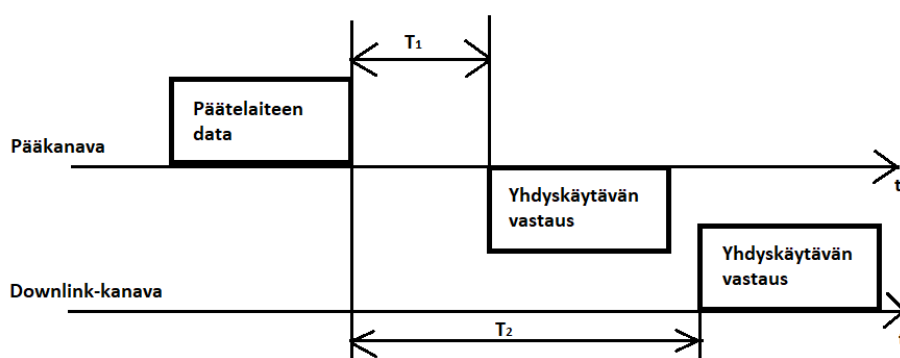 T₁
Päätelaiteen
data
Pääkanava
t
Yhdyskäytävän
vastaus
Yhdyskäytävän
vastaus
Downlink-kanava
T₂
t